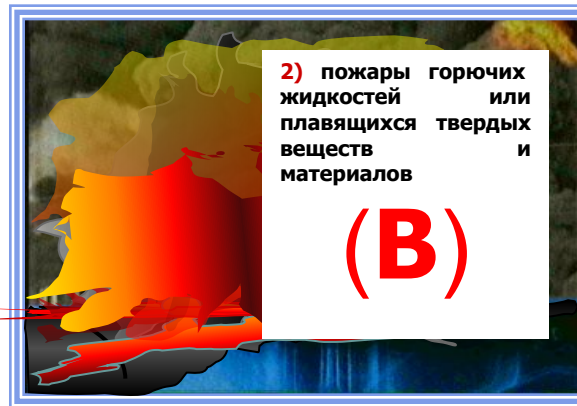 2) пожары горючих
жидкостей или
плавящихся твердых
веществ и
материалов
(В)